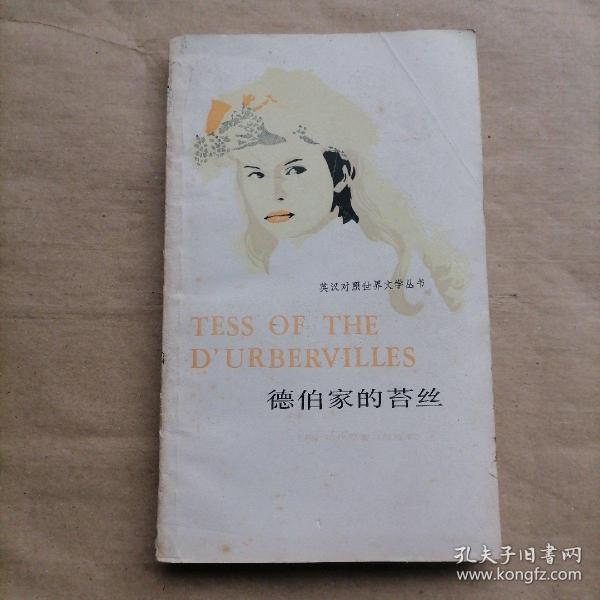 英汉对照世界文学丛书
TESS OF THE
D'URBERVILLES
德伯家的苔丝
孔夫子旧书网
www.kongfz.com